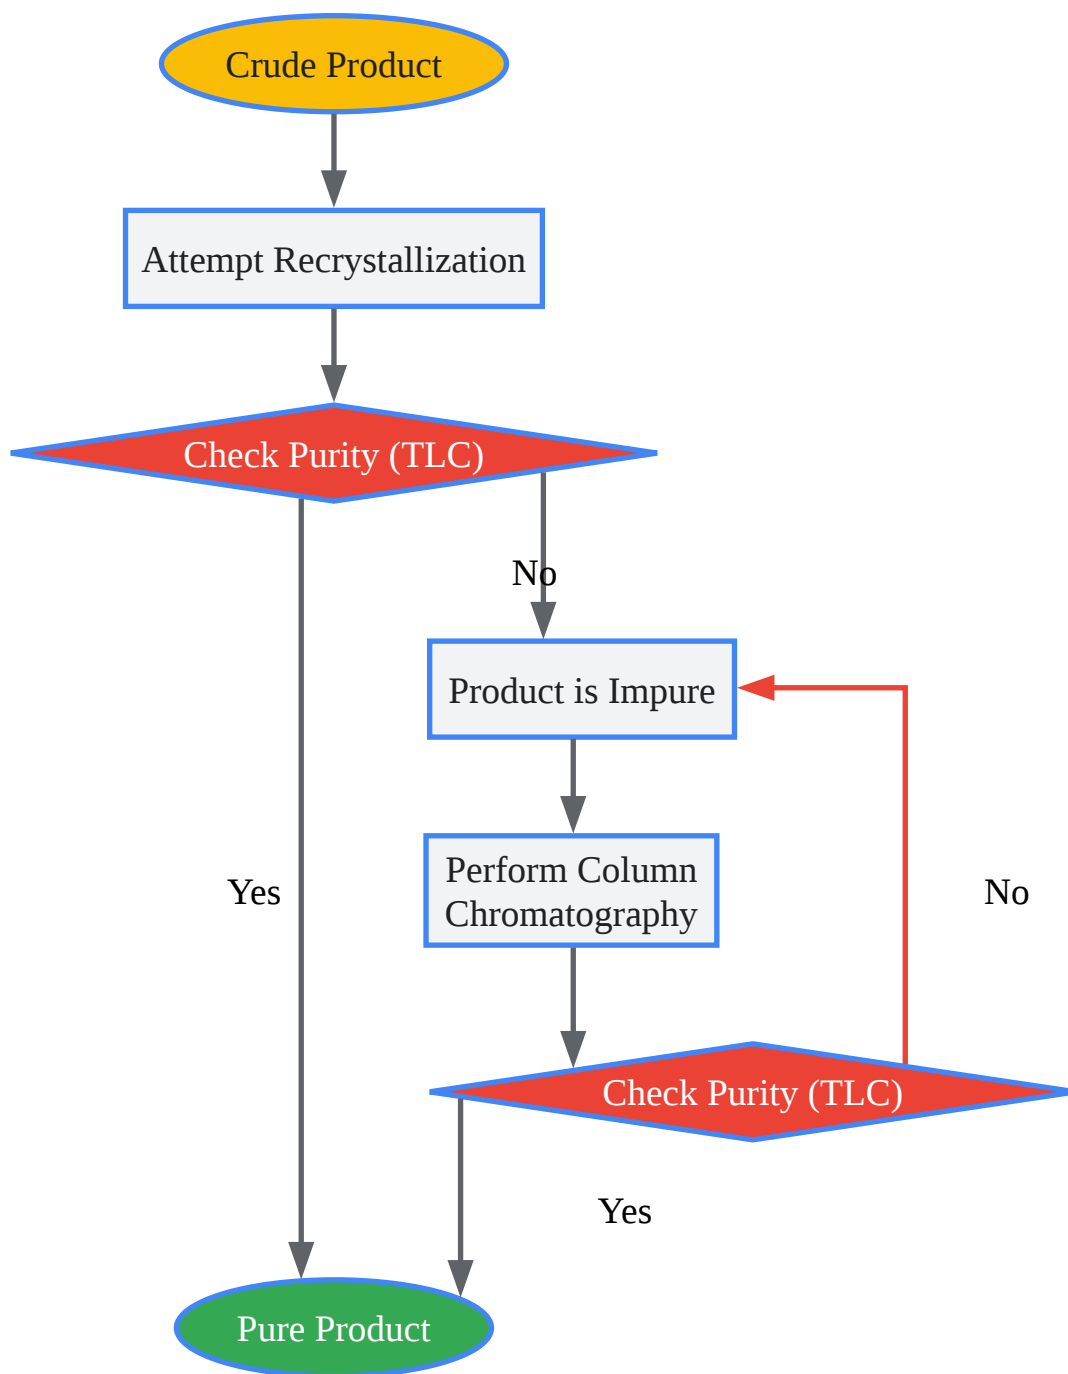 Crude Product
Attempt Recrystallization
Check Purity (TLC)
No
Product is Impure
Perform Column
Chromatography
Yes
No
Check Purity (TLC)
Yes
Pure Product